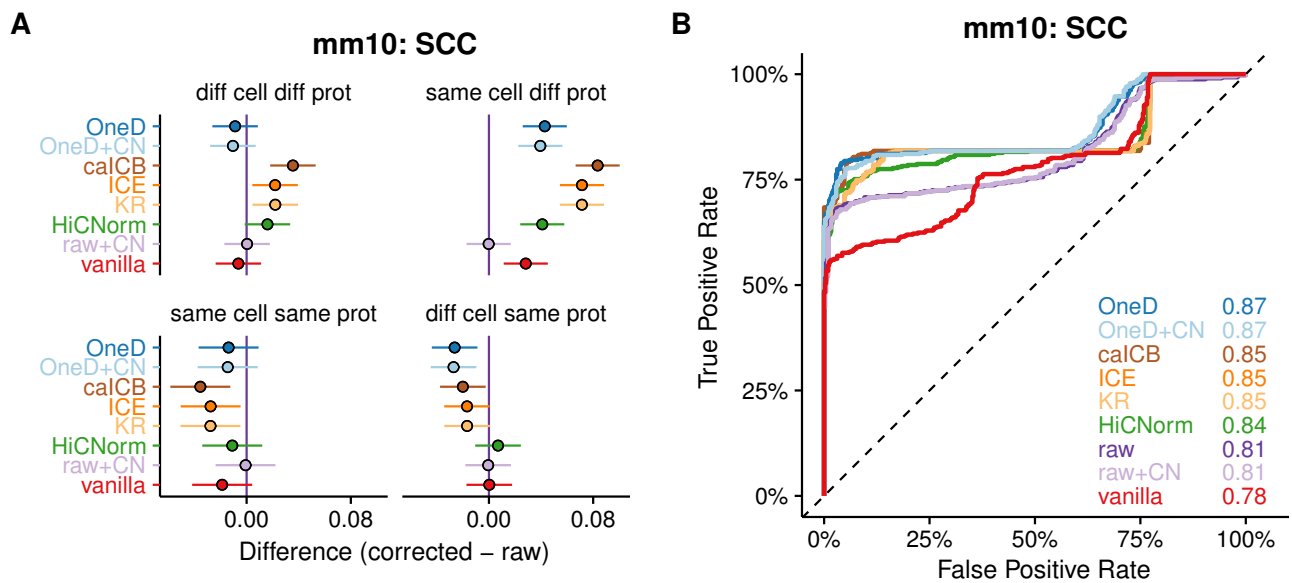 A
mm10: SCC
diff cell diff prot
same cell diff prot
OneD
OneD+CN
caICB
ICE
KR
HiCNorm
raw+CN
vanilla
same cell same prot
diff cell same prot
OneD
OneD+CN
caICB
ICE
KR
HiCNorm
raw+CN
vanilla
0.00
0.08
0.00
0.08
Difference (corrected − raw)
B
mm10: SCC
True Positive Rate
100%
75%
50%
25%
0%
OneD 0.87
OneD+CN 0.87
caICB 0.85
ICE 0.85
KR 0.85
HiCNorm 0.84
raw 0.81
raw+CN 0.81
vanilla 0.78
0%
25%
50%
75%
100%
False Positive Rate